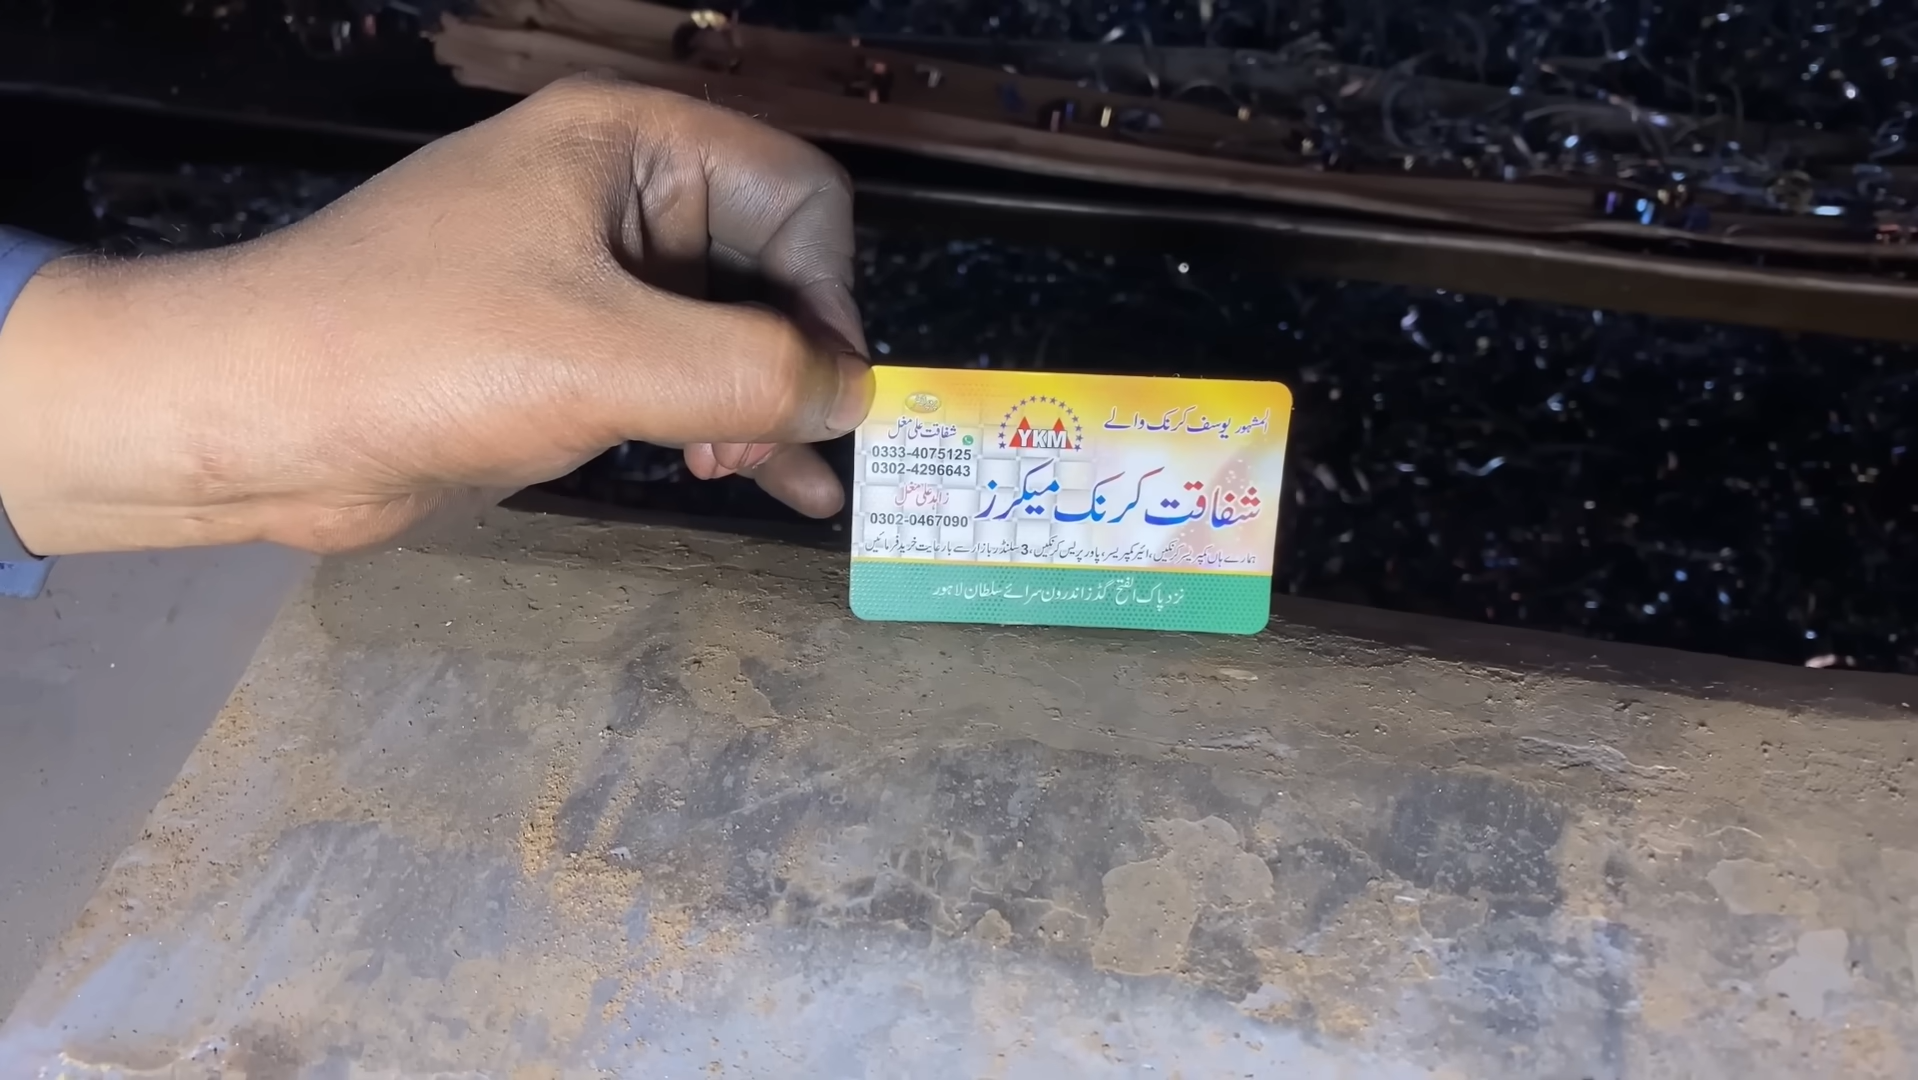 المشہور یوسف کرنک والے
YKM
شفاقت علی مغل
0333-4075125
0302-4296643
شفاقت کرنک میکرز
زاہد علی مغل
0302-0467090
ہمارے ہاں کمپریسر کرنکیں، ائیر کمپریسر، پاور پریس کرنکیں، 3 سلنڈر بازار سے بارعایت خرید فرمائیں
نزد پاک الفتح گڈز اندرون سرائے سلطان لاہور